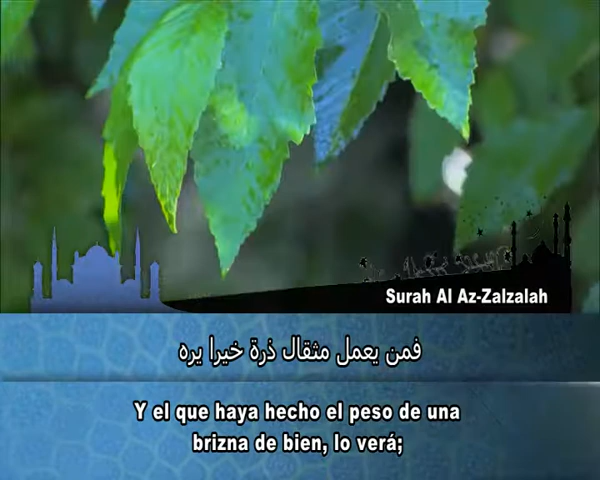 Surah Al Az-Zalzalah
فمن يعمل مثقال ذرة خيرا يره
Y el que haya hecho el peso de una
brizna de bien, lo verá;